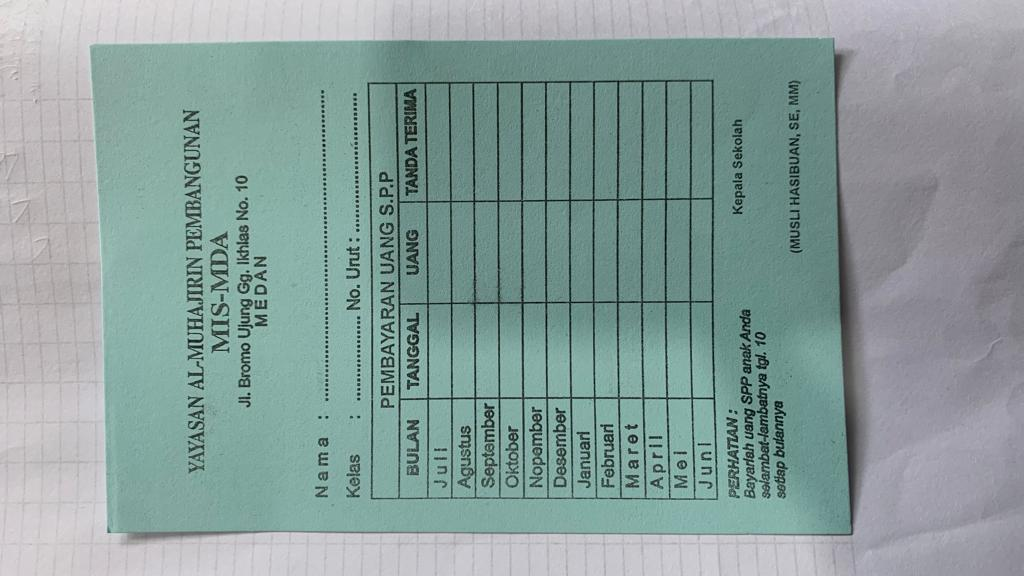 YAYASAN AL-MUHAJIRIN PEMBANGUNAN
MIS-MDA
Jl. Bromo Ujung Gg. Ikhlas No. 10
MEDAN
Nama : ....................
Kelas : .............. No. Urut : ....................
PEMBAYARAN UANG S.P.P
BULAN TANGGAL UANG TANDA TERIMA
Juli
Agustus
September
Oktober
Nopember
Desember
Januari
Februari
Maret
April
Mei
Juni
PERHATIAN :
Bayarlah uang SPP anak Anda
selambat-lambatnya tgl. 10
setiap bulannya
Kepala Sekolah
(MUSLI HASIBUAN, SE, MM)